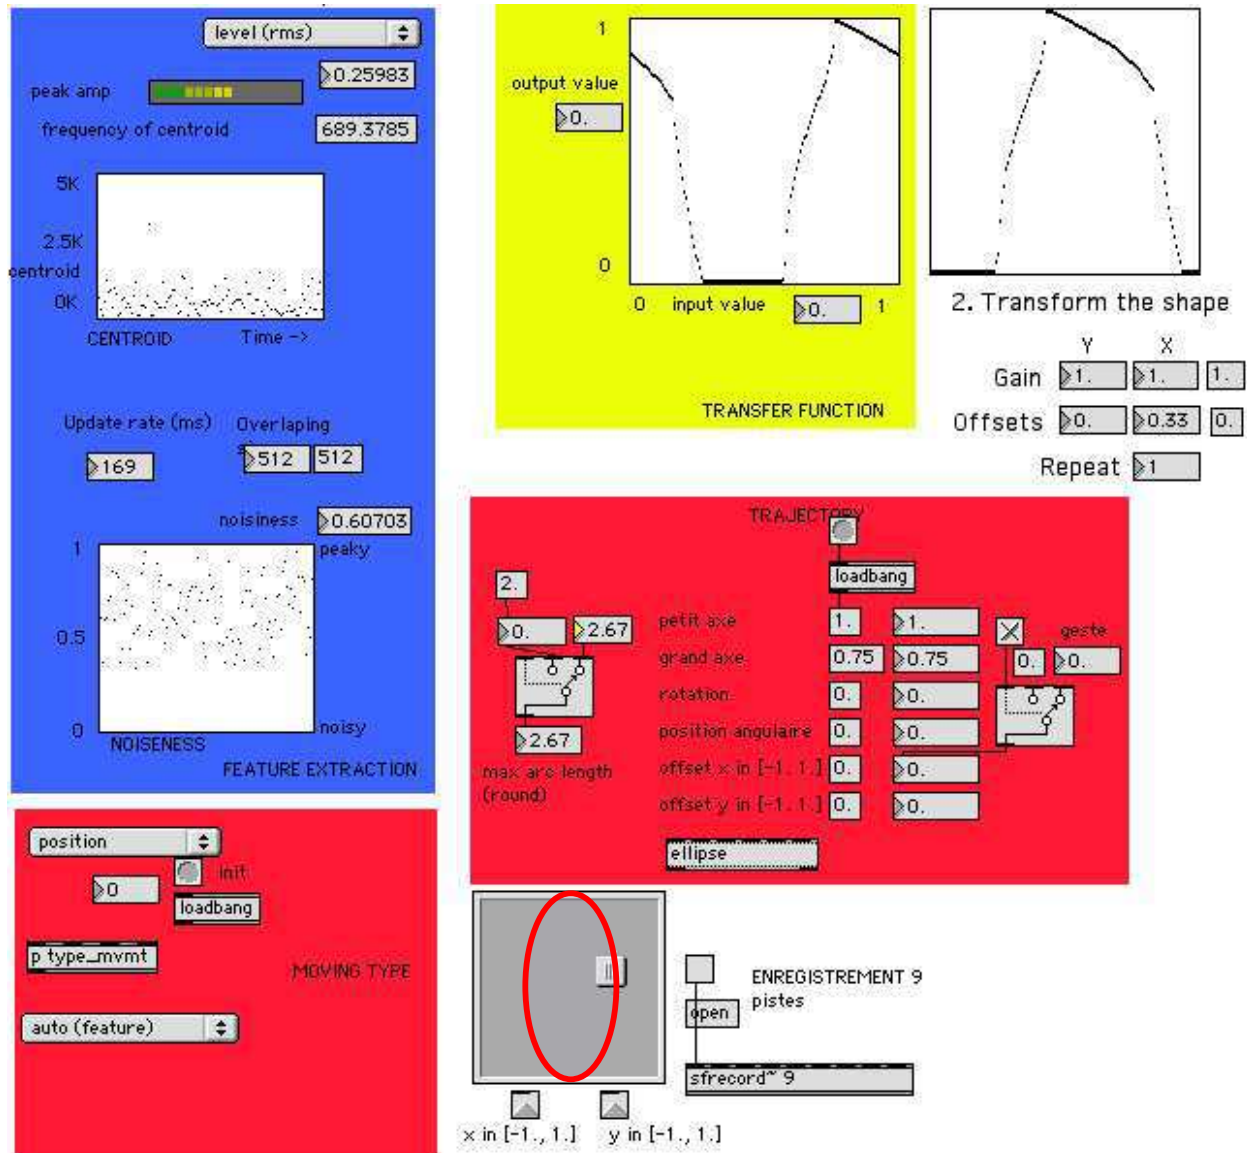 level (rms)
0.25983
peak amp
frequency of centroid
689.3785
5K
2.5K
centroid
0K
CENTROID
Time ->
Update rate (ms)
Overlaping
169
512
512
noisiness
0.60703
1
peaky
0.5
0
noisy
NOISENESS
FEATURE EXTRACTION
1
output value
0.
0
0
input value
0.
1
TRANSFER FUNCTION
2. Transform the shape
Y X
Gain 1. 1. 1.
Offsets 0. 0.33 0.
Repeat 1
TRAJECTORY
loadbang
2.
0.
2.67
2.67
max arc length
(round)
petit axe 1. 1.
grand axe 0.75 0.75
rotation 0. 0.
position angulaire 0. 0.
offset x in [-1. 1.] 0. 0.
offset y in [-1. 1.] 0. 0.
geste
0. 0.
ellipse
position
init
0
loadbang
p type_mvmt
MOVING TYPE
auto (feature)
x in [-1., 1.]
y in [-1., 1.]
ENREGISTREMENT 9
pistes
open
sfrecord~ 9